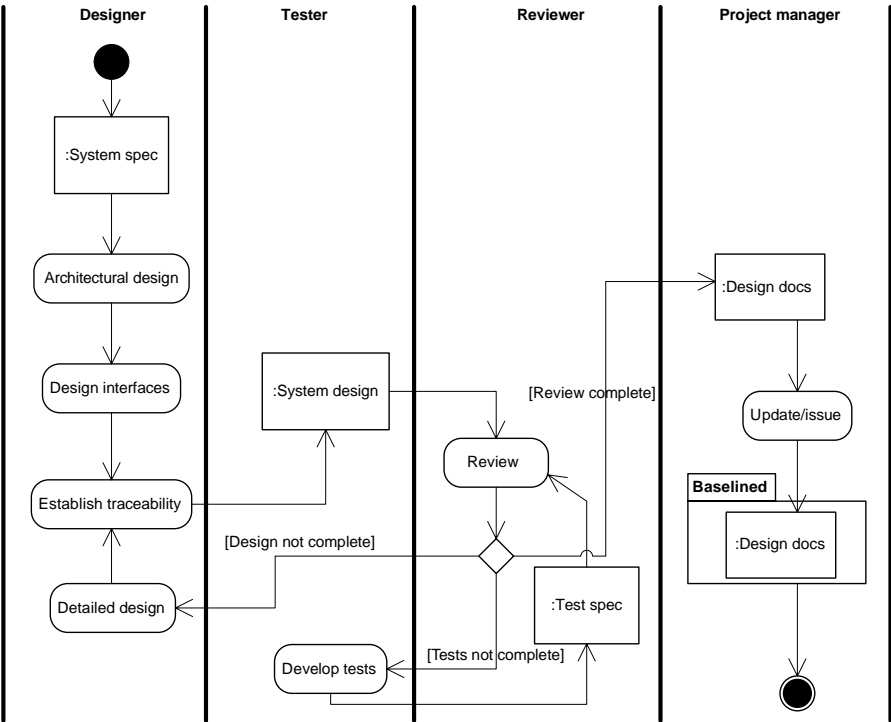 Designer
Tester
Reviewer
Project manager
:System spec
Architectural design
:Design docs
Design interfaces
:System design
[Review complete]
Update/issue
Review
Establish traceability
Baselined
[Design not complete]
:Design docs
Detailed design
:Test spec
[Tests not complete]
Develop tests